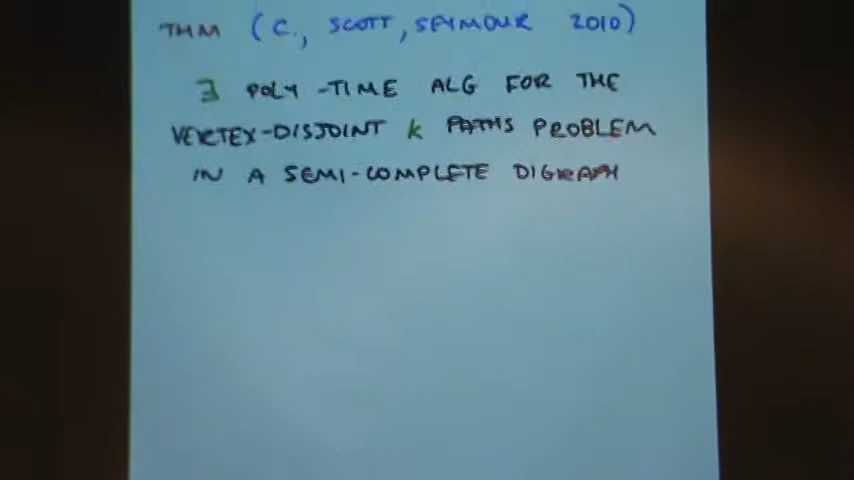 THM (C., SCOTT, SEYMOUR 2010)
∃ POLY-TIME ALG FOR THE
VERTEX-DISJOINT k PATHS PROBLEM
IN A SEMI-COMPLETE DIGRAPH